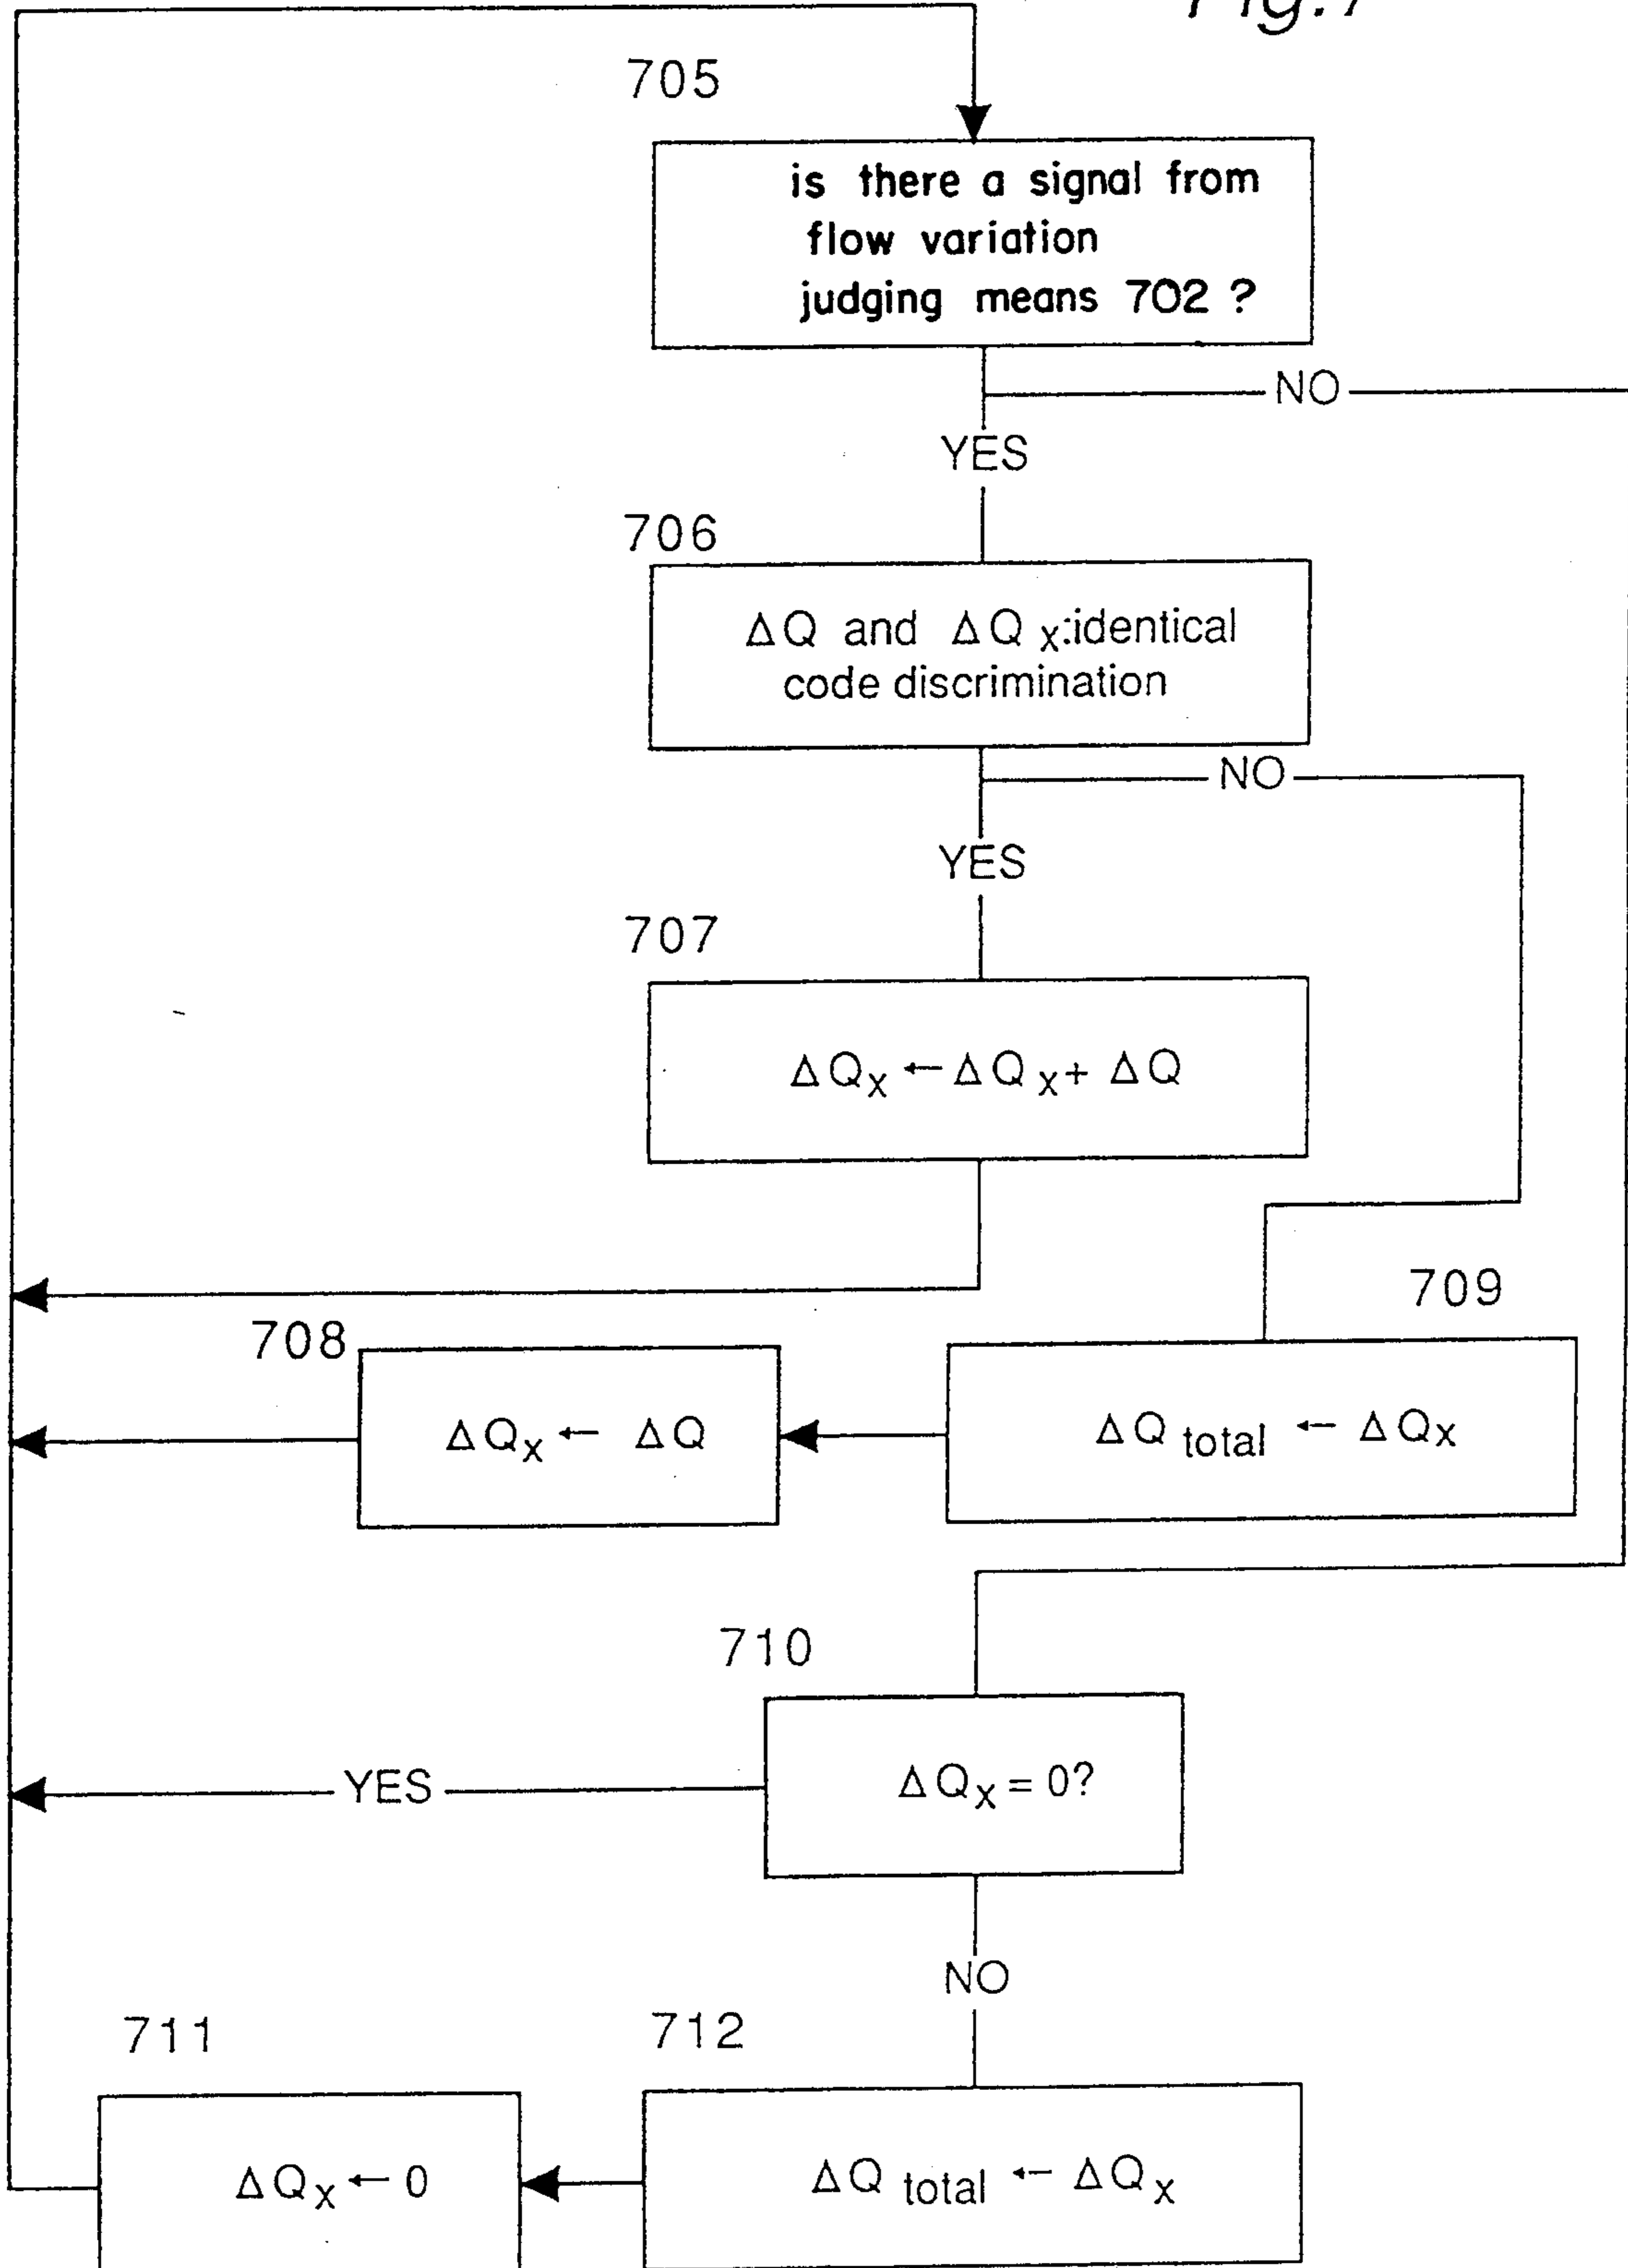 Fig.7
705
is there a signal from
flow variation
judging means 702 ?
NO
YES
706
ΔQ and ΔQ X:identical
code discrimination
NO
YES
707
ΔQX ← ΔQ X+ ΔQ
709
708
ΔQX ← ΔQ
ΔQ total ← ΔQX
710
YES
ΔQX = 0?
NO
711
712
ΔQX ← 0
ΔQ total ← ΔQX